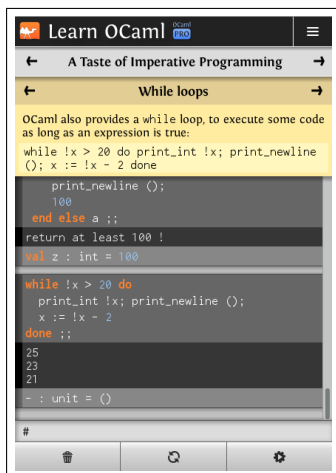 Learn OCaml OCaml PRO
A Taste of Imperative Programming
While loops
OCaml also provides a while loop, to execute some code
as long as an expression is true:
while !x > 20 do print_int !x; print_newline
(); x := !x - 2 done
print_newline ();
100
end else a ;;
return at least 100 !
val z : int = 100
while !x > 20 do
print_int !x; print_newline ();
x := !x - 2
done ;;
25
23
21
- : unit = ()
#